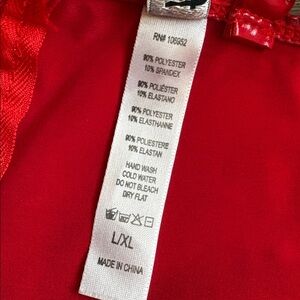 RN# 106952
90% POLYESTER
10% SPANDEX
90% POLIÉSTER
10% ELASTANO
90% POLYESTER
10% ELASTHANNE
90% POLIESTERE
10% ELASTAN
HAND WASH
COLD WATER
DO NOT BLEACH
DRY FLAT
L/XL
MADE IN CHINA